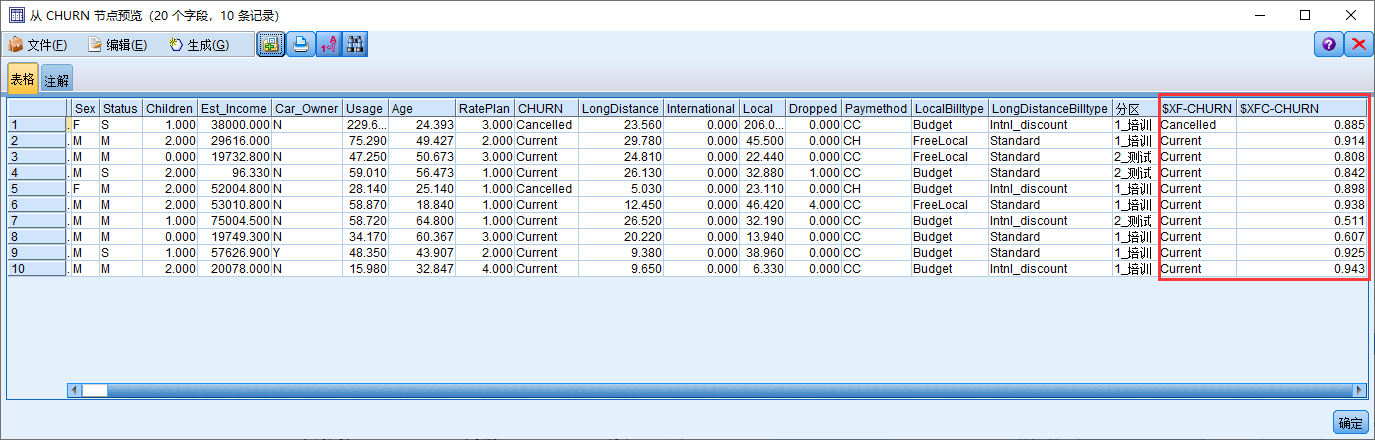 从 CHURN 节点预览（20 个字段，10 条记录）
文件(F) 编辑(E) 生成(G)
表格 注解
Sex Status Children Est_Income Car_Owner Usage Age RatePlan CHURN LongDistance International Local Dropped Paymethod LocalBilltype LongDistanceBilltype 分区 $XF-CHURN $XFC-CHURN
1 F S 1.000 38000.000 N 229.6... 24.393 3.000 Cancelled 23.560 0.000 206.0... 0.000 CC Budget Intnl_discount 1_培训 Cancelled 0.885
2 M M 2.000 29616.000 75.290 49.427 2.000 Current 29.780 0.000 45.500 0.000 CH FreeLocal Standard 1_培训 Current 0.914
3 M M 0.000 19732.800 N 47.250 50.673 3.000 Current 24.810 0.000 22.440 0.000 CC FreeLocal Standard 2_测试 Current 0.808
4 M S 2.000 96.330 N 59.010 56.473 1.000 Current 26.130 0.000 32.880 1.000 CC Budget Standard 2_测试 Current 0.842
5 F M 2.000 52004.800 N 28.140 25.140 1.000 Cancelled 5.030 0.000 23.110 0.000 CH Budget Intnl_discount 1_培训 Current 0.898
6 M M 2.000 53010.800 N 58.870 18.840 1.000 Current 12.450 0.000 46.420 4.000 CC FreeLocal Standard 1_培训 Current 0.938
7 M M 1.000 75004.500 N 58.720 64.800 1.000 Current 26.520 0.000 32.190 0.000 CC Budget Intnl_discount 2_测试 Current 0.511
8 M M 0.000 19749.300 N 34.170 60.367 3.000 Current 20.220 0.000 13.940 0.000 CC Budget Standard 1_培训 Current 0.607
9 M S 1.000 57626.900 Y 48.350 43.907 2.000 Current 9.380 0.000 38.960 0.000 CC Budget Standard 1_培训 Current 0.925
10 M M 2.000 20078.000 N 15.980 32.847 4.000 Current 9.650 0.000 6.330 0.000 CC Budget Intnl_discount 1_培训 Current 0.943
确定